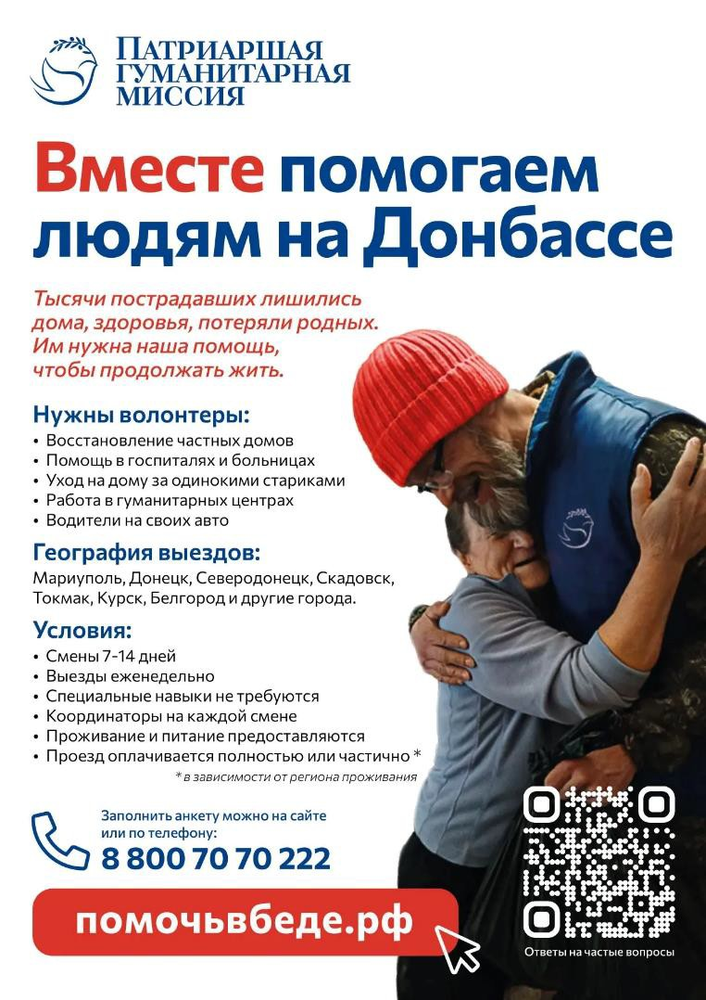 Патриаршая
гуманитарная
миссия
Вместе помогаем
людям на Донбассе
Тысячи пострадавших лишились
дома, здоровья, потеряли родных.
Им нужна наша помощь,
чтобы продолжать жить.
Нужны волонтеры:
• Восстановление частных домов
• Помощь в госпиталях и больницах
• Уход на дому за одинокими стариками
• Работа в гуманитарных центрах
• Водители на своих авто
География выездов:
Мариуполь, Донецк, Северодонецк, Скадовск,
Токмак, Курск, Белгород и другие города.
Условия:
• Смены 7-14 дней
• Выезды еженедельно
• Специальные навыки не требуются
• Координаторы на каждой смене
• Проживание и питание предоставляются
• Проезд оплачивается полностью или частично *
* в зависимости от региона проживания
Заполнить анкету можно на сайте
или по телефону:
8 800 70 70 222
помочьвбеде.рф
Ответы на частые вопросы